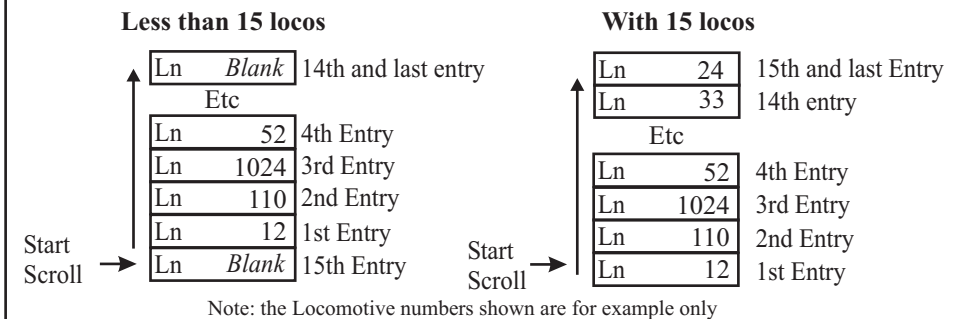 Less than 15 locos
Ln Blank 14th and last entry
Etc
Ln 52 4th Entry
Ln 1024 3rd Entry
Ln 110 2nd Entry
Ln 12 1st Entry
Start
Scroll
Ln Blank 15th Entry
With 15 locos
Ln 24 15th and last Entry
Ln 33 14th entry
Etc
Ln 52 4th Entry
Ln 1024 3rd Entry
Ln 110 2nd Entry
Start
Scroll
Ln 12 1st Entry
Note: the Locomotive numbers shown are for example only